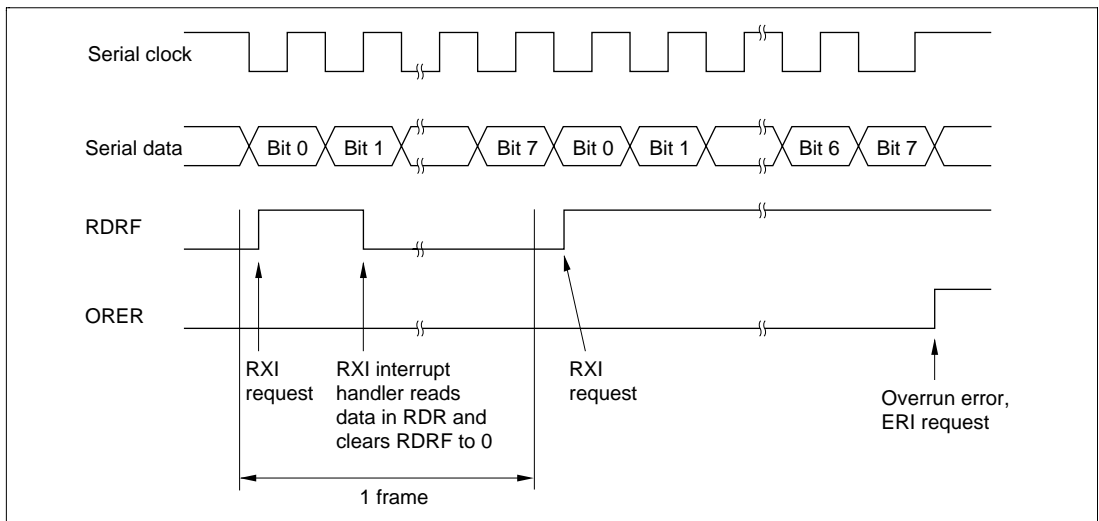 Serial clock
Serial data
Bit 0
Bit 1
Bit 7
Bit 0
Bit 1
Bit 6
Bit 7
RDRF
ORER
RXI
request
RXI interrupt
handler reads
data in RDR and
clears RDRF to 0
RXI
request
Overrun error,
ERI request
1 frame